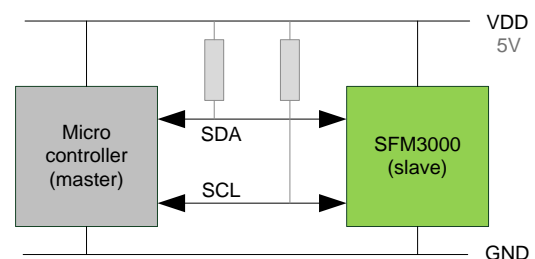 VDD
5V
Micro
controller
(master)
SDA
SCL
SFM3000
(slave)
GND